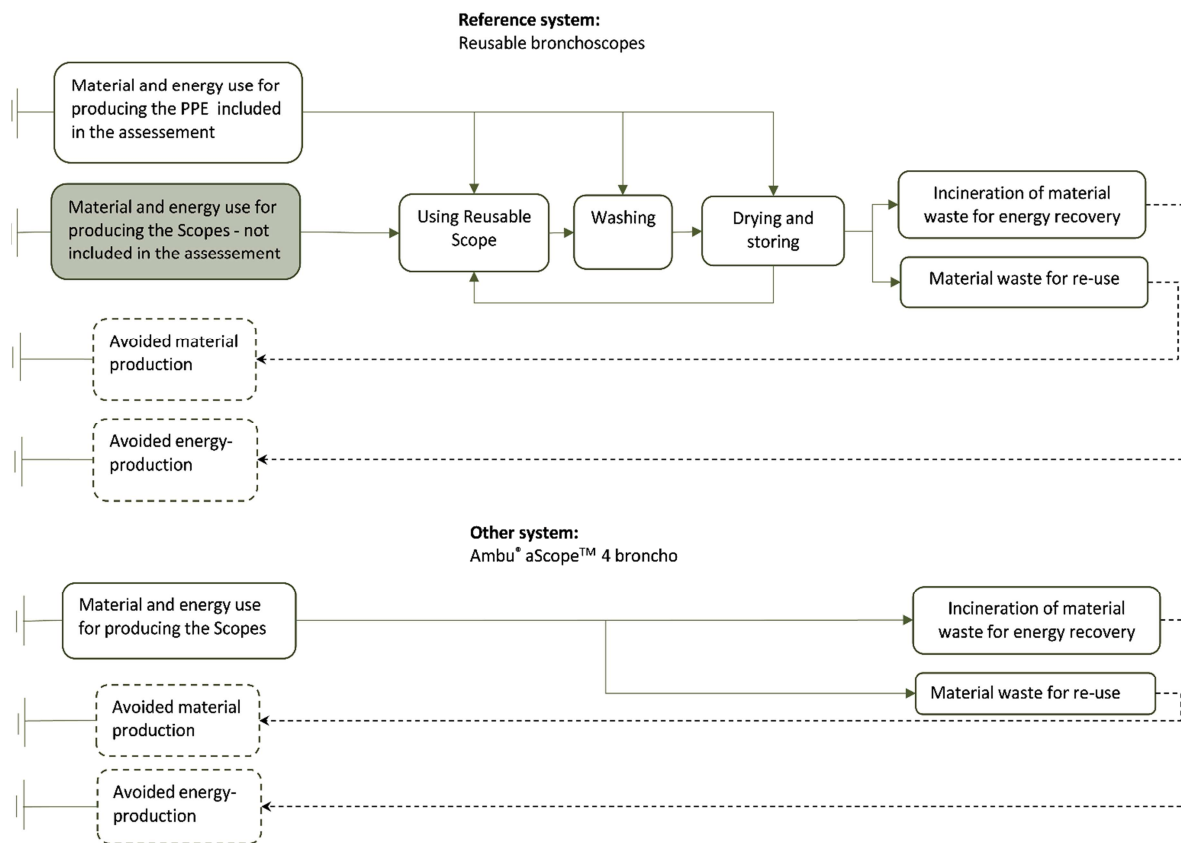 Reference system:
Reusable bronchoscopes
Material and energy use for
producing the PPE included
in the assessement
Material and energy use for
producing the Scopes - not
included in the assessement
Using Reusable
Scope
Washing
Drying and
storing
Incineration of material
waste for energy recovery
Material waste for re-use
Avoided material
production
Avoided energy-
production
Other system:
Ambu® aScope™ 4 broncho
Material and energy use
for producing the Scopes
Incineration of material
waste for energy recovery
Material waste for re-use
Avoided material
production
Avoided energy-
production